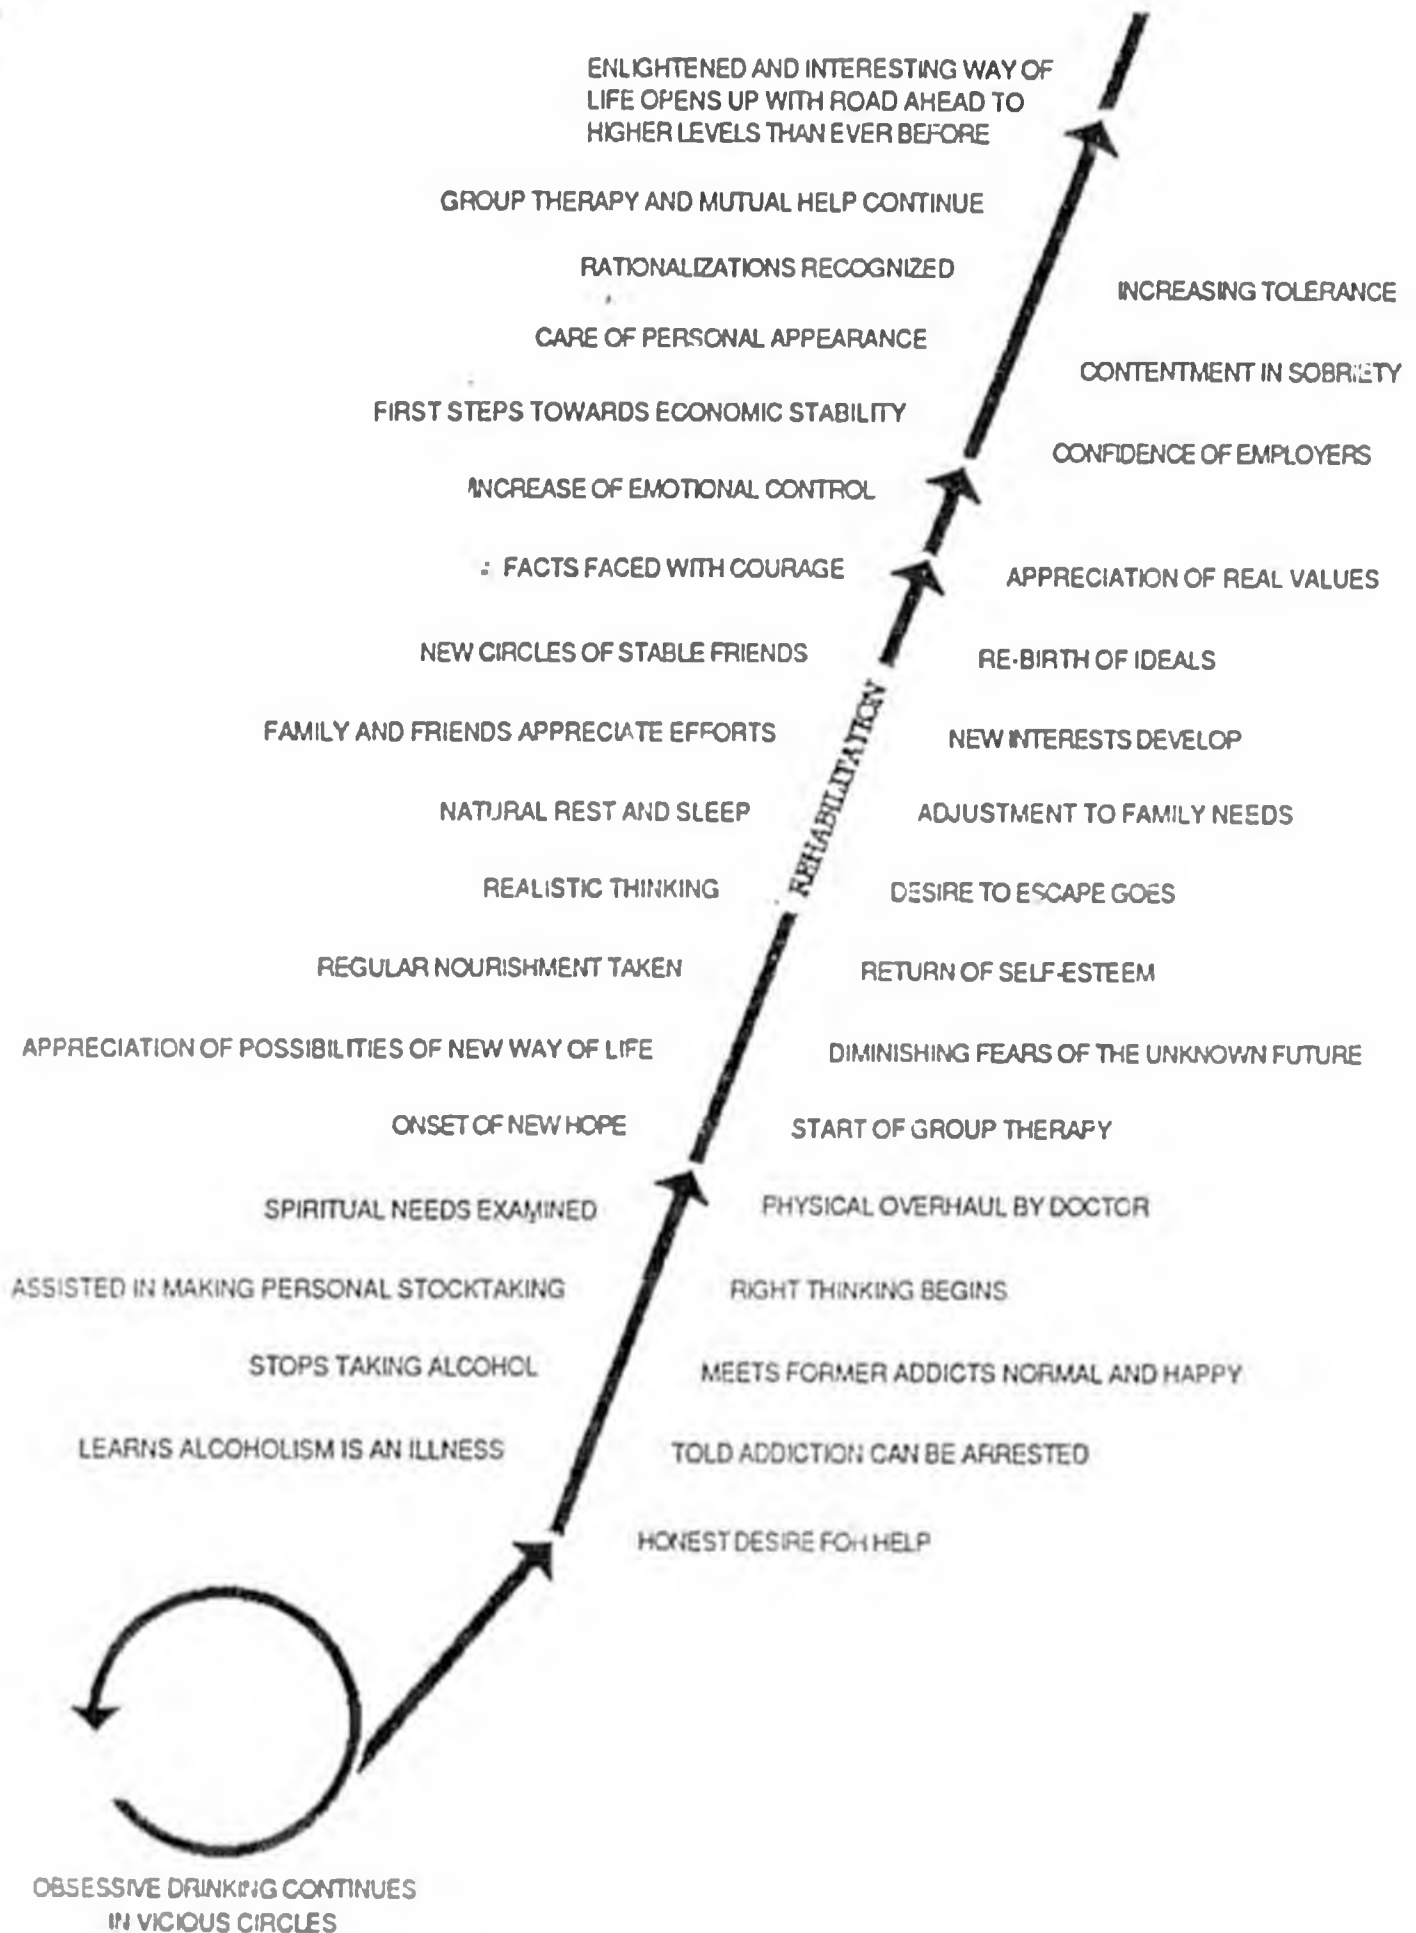 ENLIGHTENED AND INTERESTING WAY OF
LIFE OPENS UP WITH ROAD AHEAD TO
HIGHER LEVELS THAN EVER BEFORE
GROUP THERAPY AND MUTUAL HELP CONTINUE
RATIONALIZATIONS RECOGNIZED
INCREASING TOLERANCE
CARE OF PERSONAL APPEARANCE
CONTENTMENT IN SOBRIETY
FIRST STEPS TOWARDS ECONOMIC STABILITY
CONFIDENCE OF EMPLOYERS
INCREASE OF EMOTIONAL CONTROL
FACTS FACED WITH COURAGE
APPRECIATION OF REAL VALUES
NEW CIRCLES OF STABLE FRIENDS
RE-BIRTH OF IDEALS
FAMILY AND FRIENDS APPRECIATE EFFORTS
NEW INTERESTS DEVELOP
REHABILITATION
NATURAL REST AND SLEEP
ADJUSTMENT TO FAMILY NEEDS
REALISTIC THINKING
DESIRE TO ESCAPE GOES
REGULAR NOURISHMENT TAKEN
RETURN OF SELF-ESTEEM
APPRECIATION OF POSSIBILITIES OF NEW WAY OF LIFE
DIMINISHING FEARS OF THE UNKNOWN FUTURE
ONSET OF NEW HOPE
START OF GROUP THERAPY
SPIRITUAL NEEDS EXAMINED
PHYSICAL OVERHAUL BY DOCTOR
ASSISTED IN MAKING PERSONAL STOCKTAKING
RIGHT THINKING BEGINS
STOPS TAKING ALCOHOL
MEETS FORMER ADDICTS NORMAL AND HAPPY
LEARNS ALCOHOLISM IS AN ILLNESS
TOLD ADDICTION CAN BE ARRESTED
HONEST DESIRE FOR HELP
OBSESSIVE DRINKING CONTINUES
IN VICIOUS CIRCLES